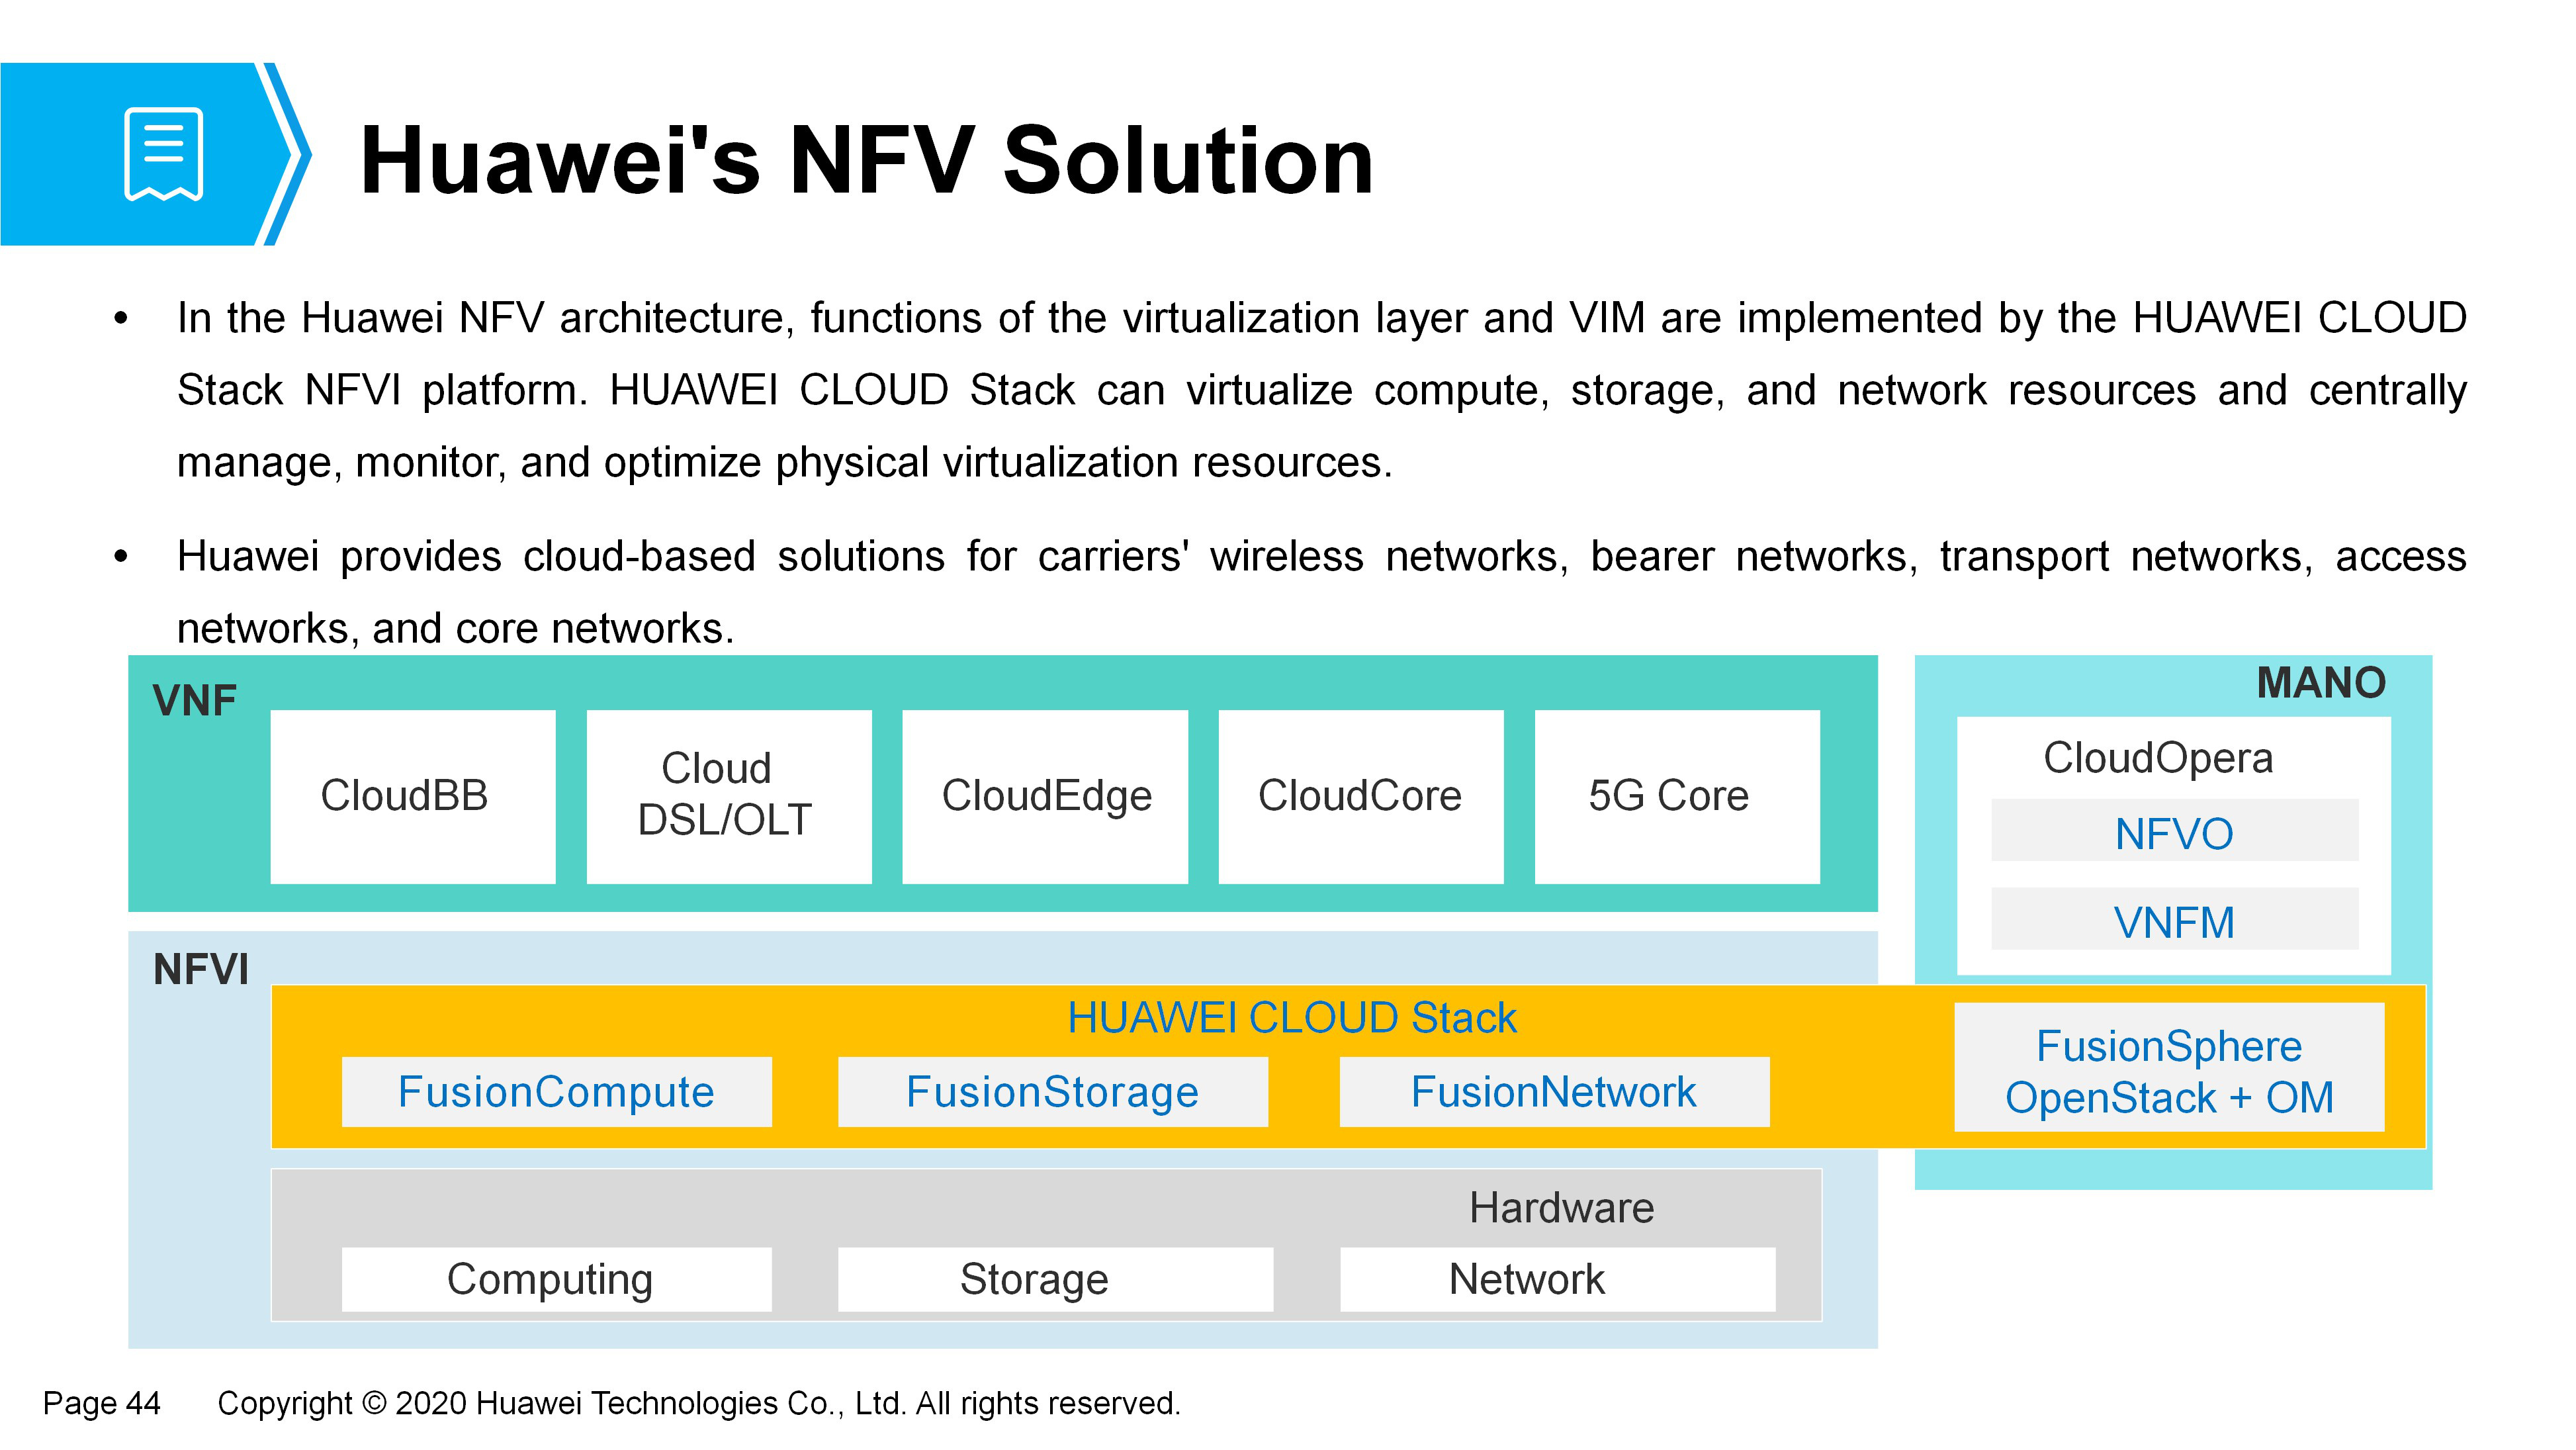 Huawei's NFV Solution
• In the Huawei NFV architecture, functions of the virtualization layer and VIM are implemented by the HUAWEI CLOUD
Stack NFVI platform. HUAWEI CLOUD Stack can virtualize compute, storage, and network resources and centrally
manage, monitor, and optimize physical virtualization resources.
• Huawei provides cloud-based solutions for carriers' wireless networks, bearer networks, transport networks, access
networks, and core networks.
VNF
CloudBB
Cloud
DSL/OLT
CloudEdge
CloudCore
5G Core
MANO
CloudOpera
NFVO
VNFM
NFVI
HUAWEI CLOUD Stack
FusionCompute
FusionStorage
FusionNetwork
FusionSphere
OpenStack + OM
Hardware
Computing
Storage
Network
Page 44 Copyright © 2020 Huawei Technologies Co., Ltd. All rights reserved.